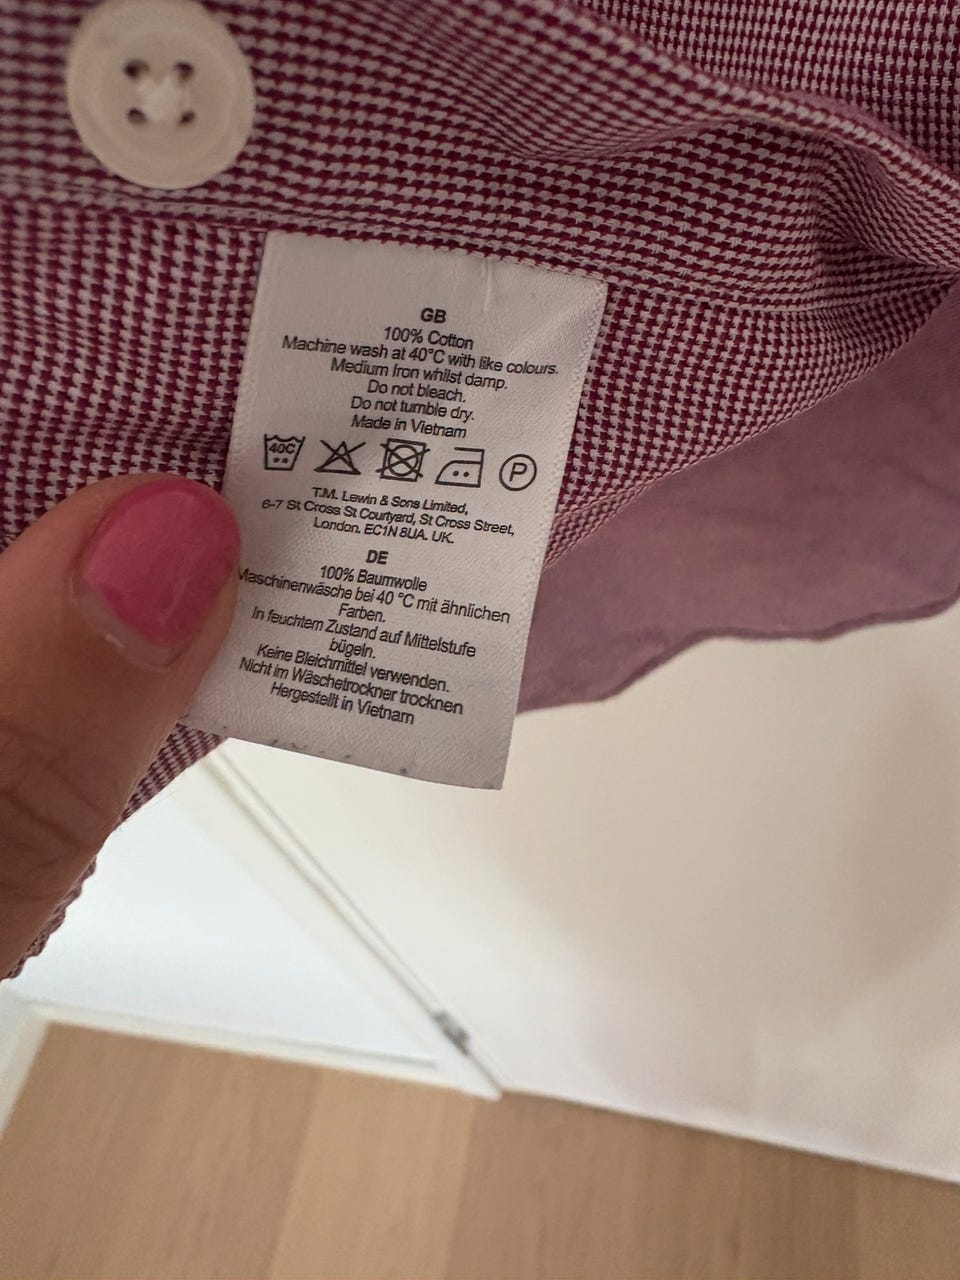 GB
100% Cotton
Machine wash at 40°C with like colours.
Medium Iron whilst damp.
Do not bleach.
Do not tumble dry.
Made in Vietnam
40C P
T.M. Lewin & Sons Limited,
6-7 St Cross St Courtyard, St Cross Street,
London. EC1N 8UA. UK.
DE
100% Baumwolle
Maschinenwäsche bei 40 °C mit ähnlichen
Farben.
In feuchtem Zustand auf Mittelstufe
bügeln.
Keine Bleichmittel verwenden.
Nicht im Wäschetrockner trocknen
Hergestellt in Vietnam